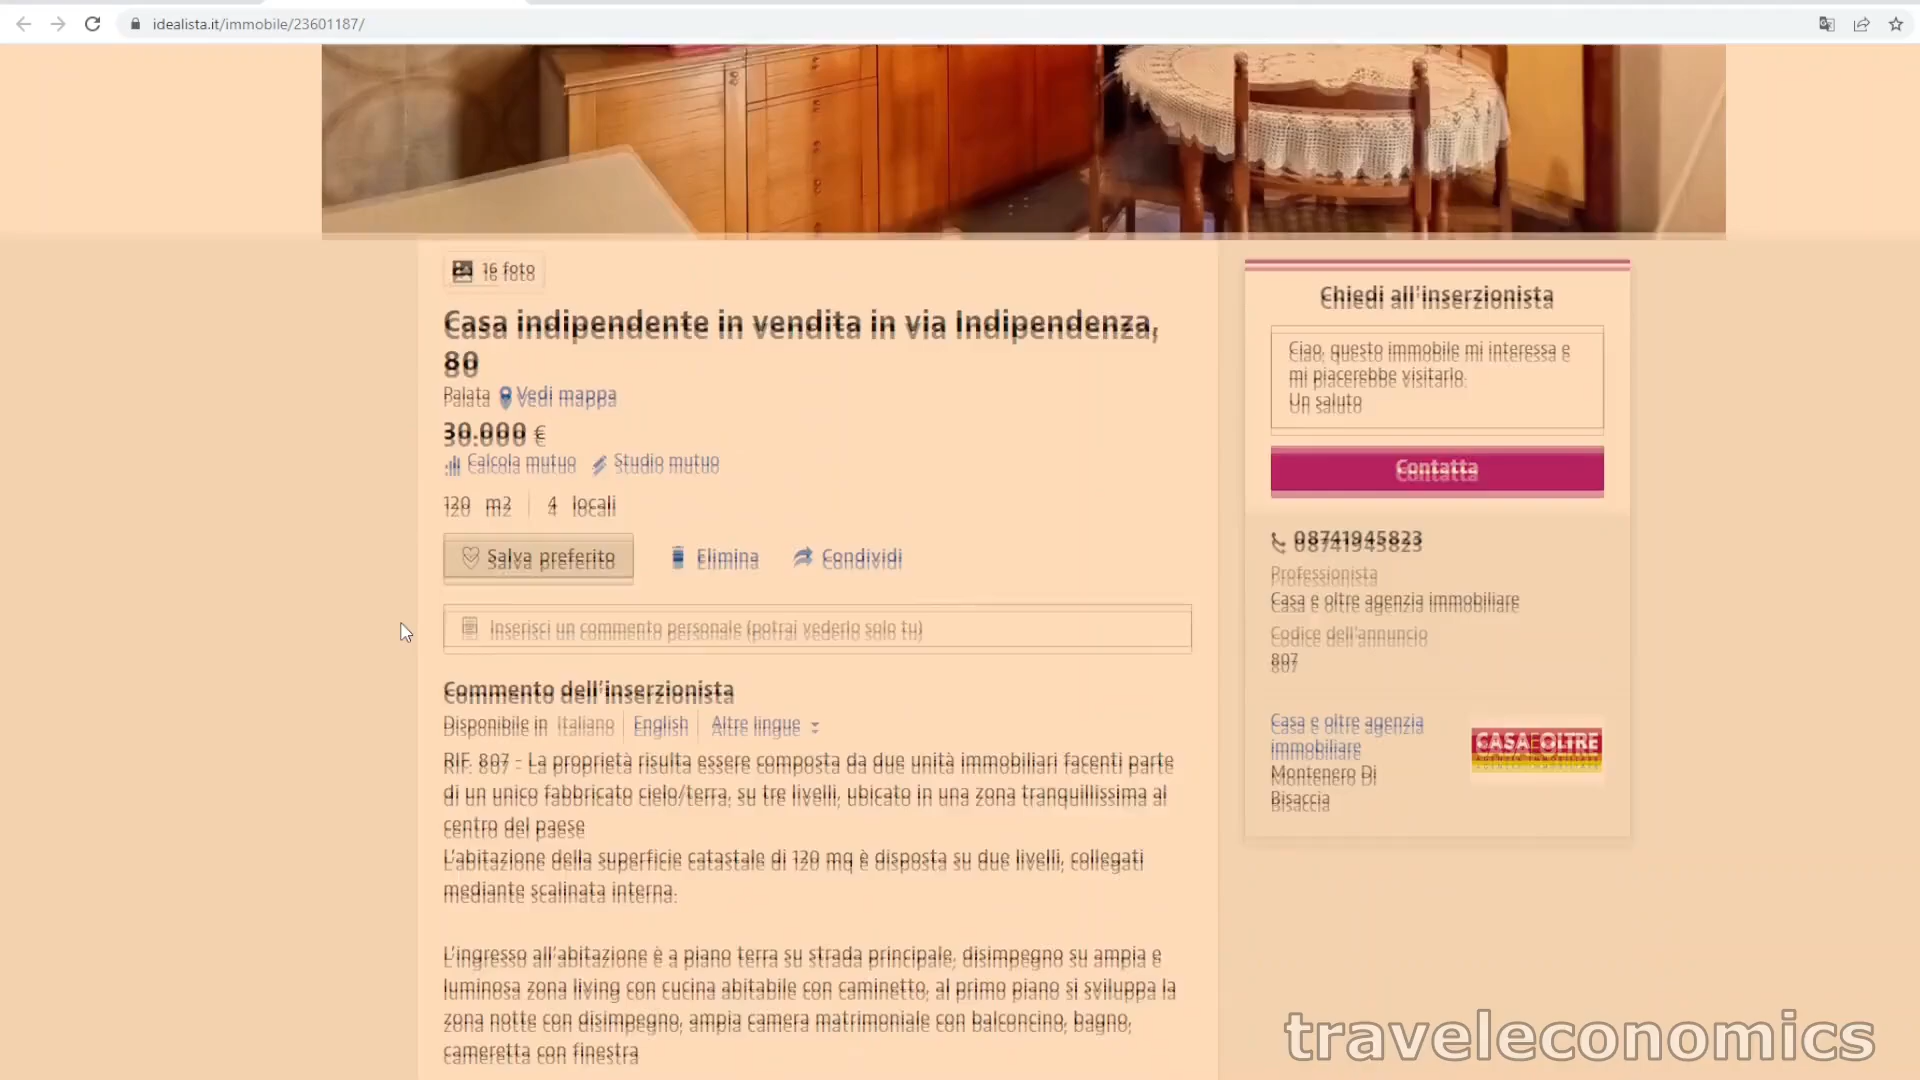 idealista.it/immobile/23601187/
16 foto
Casa indipendente in vendita in via Indipendenza,
80
Palata Vedi mappa
30.000 €
Calcola mutuo Studio mutuo
120 m2 4 locali
Salva preferito Elimina Condividi
Inserisci un commento personale (potrai vederlo solo tu)
Commento dell'inserzionista
Disponibile in Italiano English Altre lingue
RIF. 807 - La proprietà risulta essere composta da due unità immobiliari facenti parte
di un unico fabbricato cielo/terra, su tre livelli, ubicato in una zona tranquillissima al
centro del paese
L'abitazione della superficie catastale di 120 mq è disposta su due livelli, collegati
mediante scalinata interna.
L'ingresso all'abitazione è a piano terra su strada principale, disimpegno su ampia e
luminosa zona living con cucina abitabile con caminetto, al primo piano si sviluppa la
zona notte con disimpegno, ampia camera matrimoniale con balconcino, bagno,
cameretta con finestra
Chiedi all'inserzionista
Ciao, questo immobile mi interessa e
mi piacerebbe visitarlo.
Un saluto
Contatta
08741945823
Professionista
Casa e oltre agenzia immobiliare
Codice dell'annuncio
807
Casa e oltre agenzia
immobiliare
Montenero Di
Bisaccia
CASA E OLTRE
traveleconomics